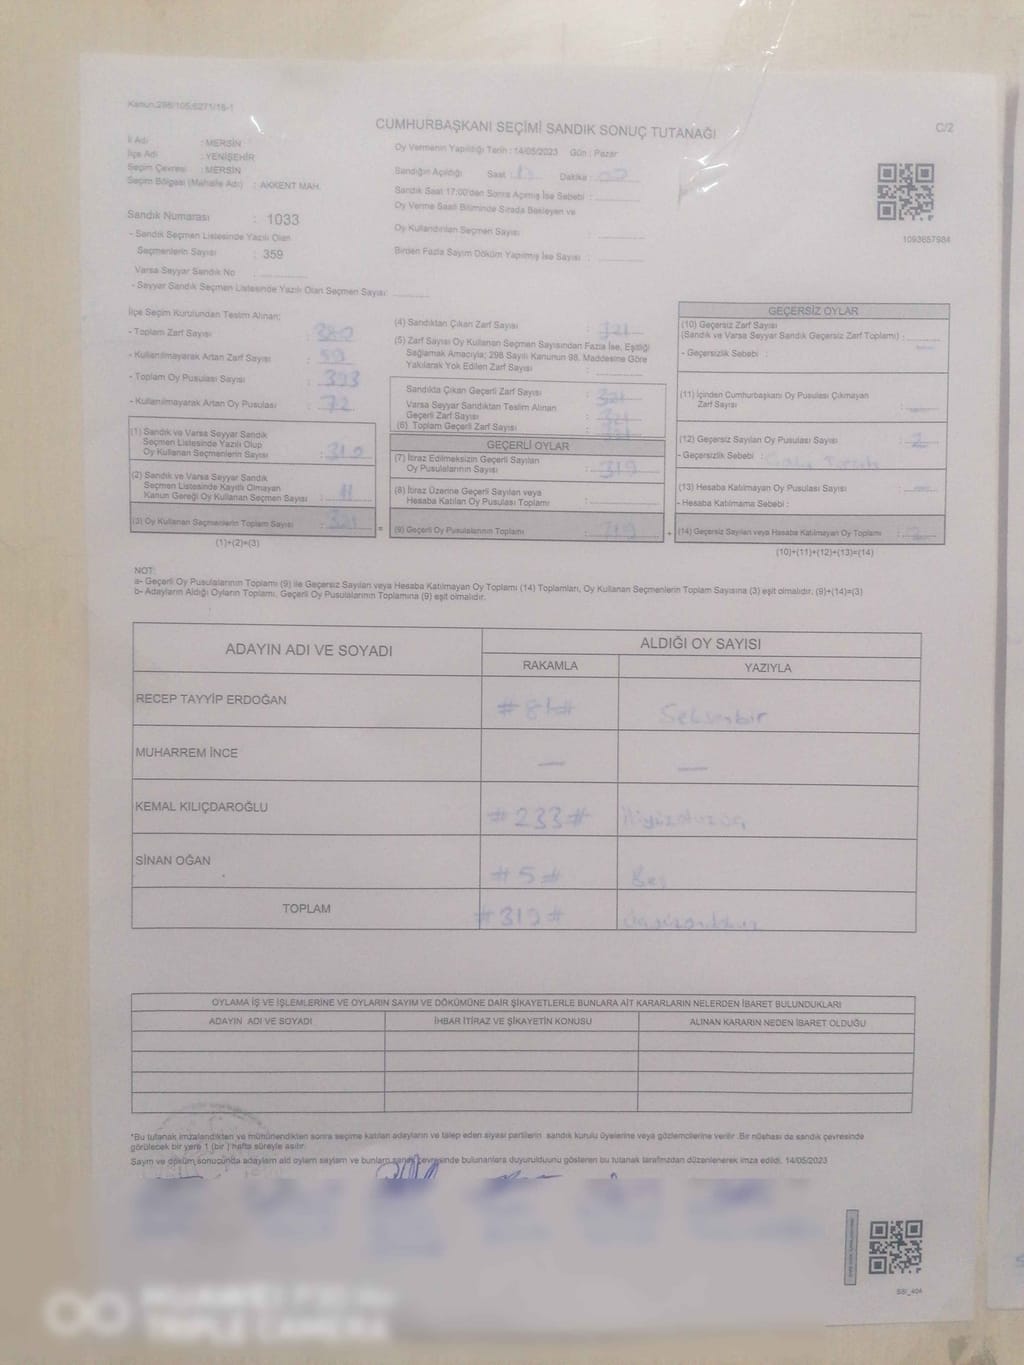 Kanun:298/105,6271/16-1
CUMHURBAŞKANI SEÇİMİ SANDIK SONUÇ TUTANAĞI
C/2
İl Adı : MERSİN
İlçe Adı : YENİŞEHİR
Seçim Çevresi : MERSİN
Seçim Bölgesi (Mahalle Adı) : AKKENT MAH.
Oy Vermenin Yapıldığı Tarih : 14/05/2023 Gün : Pazar
Sandığın Açıldığı Saat : Dakika :
Sandık Saat 17:00'den Sonra Açılmış İse Sebebi :
Oy Verme Saati Bitiminde Sırada Bekleyen ve
Oy Kullandırılan Seçmen Sayısı :
Birden Fazla Sayım Döküm Yapılmış İse Sayısı :
1093657984
Sandık Numarası : 1033
- Sandık Seçmen Listesinde Yazılı Olan
Seçmenlerin Sayısı : 359
Varsa Seyyar Sandık No :
- Seyyar Sandık Seçmen Listesinde Yazılı Olan Seçmen Sayısı:
İlçe Seçim Kurulundan Teslim Alınan:
- Toplam Zarf Sayısı : 380
- Kullanılmayarak Artan Zarf Sayısı : 59
- Toplam Oy Pusulası Sayısı : 393
- Kullanılmayarak Artan Oy Pusulası : 72
(1) Sandık ve Varsa Seyyar Sandık
Seçmen Listesinde Yazılı Olup
Oy Kullanan Seçmenlerin Sayısı : 310
(2) Sandık ve Varsa Seyyar Sandık
Seçmen Listesinde Kayıtlı Olmayan
Kanun Gereği Oy Kullanan Seçmen Sayısı : 11
(3) Oy Kullanan Seçmenlerin Toplam Sayısı : 321
(1)+(2)=(3)
=
(4) Sandıktan Çıkan Zarf Sayısı : 321
(5) Zarf Sayısı Oy Kullanan Seçmen Sayısından Fazla İse, Eşitliği
Sağlamak Amacıyla; 298 Sayılı Kanunun 98. Maddesine Göre
Yakılarak Yok Edilen Zarf Sayısı :
Sandıkta Çıkan Geçerli Zarf Sayısı : 321
Varsa Seyyar Sandıktan Teslim Alınan
Geçerli Zarf Sayısı :
(6) Toplam Geçerli Zarf Sayısı : 321
GEÇERLİ OYLAR
(7) İtiraz Edilmeksizin Geçerli Sayılan
Oy Pusulalarının Sayısı : 319
(8) İtiraz Üzerine Geçerli Sayılan veya
Hesaba Katılan Oy Pusulası Toplamı :
(9) Geçerli Oy Pusulalarının Toplamı : 319
+
GEÇERSİZ OYLAR
(10) Geçersiz Zarf Sayısı
(Sandık ve Varsa Seyyar Sandık Geçersiz Zarf Toplamı) :
- Geçersizlik Sebebi :
(11) İçinden Cumhurbaşkanı Oy Pusulası Çıkmayan
Zarf Sayısı :
(12) Geçersiz Sayılan Oy Pusulası Sayısı : 2
- Geçersizlik Sebebi :
(13) Hesaba Katılmayan Oy Pusulası Sayısı :
- Hesaba Katılmama Sebebi :
(14) Geçersiz Sayılan veya Hesaba Katılmayan Oy Toplamı : 2
(10)+(11)+(12)+(13)=(14)
NOT:
a- Geçerli Oy Pusulalarının Toplamı (9) ile Geçersiz Sayılan veya Hesaba Katılmayan Oy Toplamı (14) Toplamları, Oy Kullanan Seçmenlerin Toplam Sayısına (3) eşit olmalıdır. (9)+(14)=(3)
b- Adayların Aldığı Oyların Toplamı, Geçerli Oy Pusulalarının Toplamına (9) eşit olmalıdır.
ADAYIN ADI VE SOYADI
ALDIĞI OY SAYISI
RAKAMLA YAZIYLA
RECEP TAYYİP ERDOĞAN #81# Seksenbir
MUHARREM İNCE — —
KEMAL KILIÇDAROĞLU #233# ikiyüzotuzüç
SİNAN OĞAN #5# Beş
TOPLAM #319# üçyüzondokuz
OYLAMA İŞ VE İŞLEMLERİNE VE OYLARIN SAYIM VE DÖKÜMÜNE DAİR ŞİKAYETLERLE BUNLARA AİT KARARLARIN NELERDEN İBARET BULUNDUKLARI
ADAYIN ADI VE SOYADI İHBAR İTİRAZ VE ŞİKAYETİN KONUSU ALINAN KARARIN NEDEN İBARET OLDUĞU
*Bu tutanak imzalandıktan ve mühürlendikten sonra seçime katılan adayların ve talep eden siyasi partilerin sandık kurulu üyelerine veya gözlemcilerine verilir. Bir nüshası da sandık çevresinde
görülecek bir yere 1 (bir) hafta süreyle asılır.
Sayım ve döküm sonucunda adayların aldığı bu tutanak tarafımızdan düzenlenerek imza edildi. 14/05/2023
SSI_404
HUAWEI P30 lite
TRIPLE CAMERA